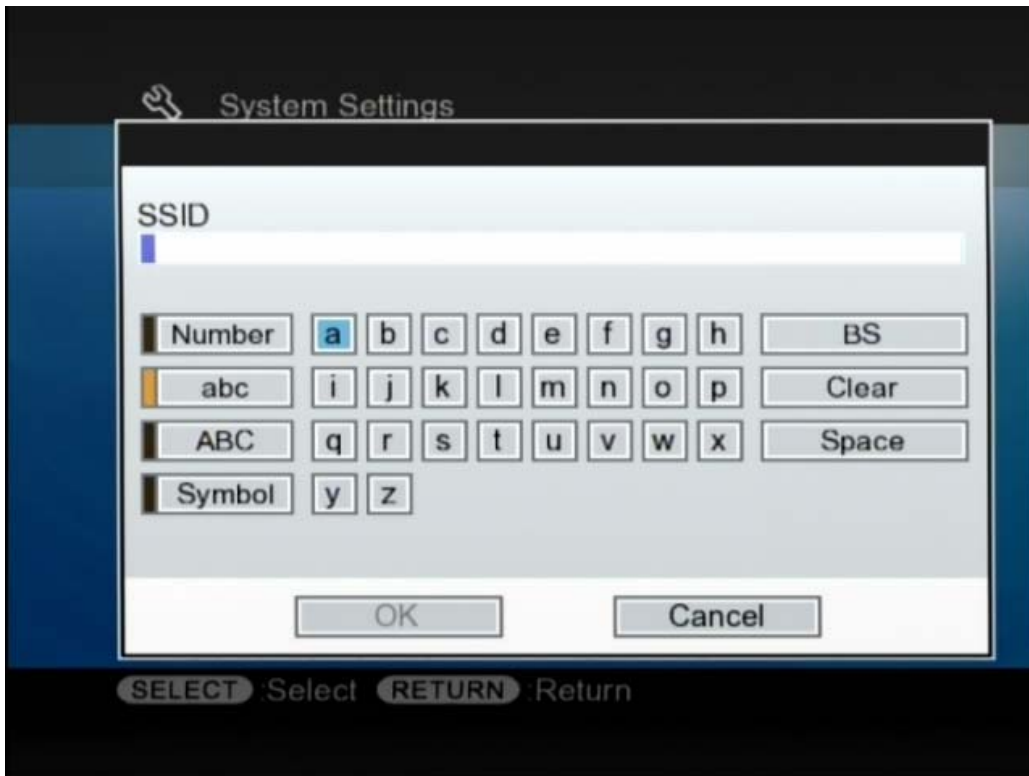 System Settings
SSID
Number a b c d e f g h BS
abc i j k l m n o p Clear
ABC q r s t u v w x Space
Symbol y z
OK Cancel
SELECT :Select RETURN :Return